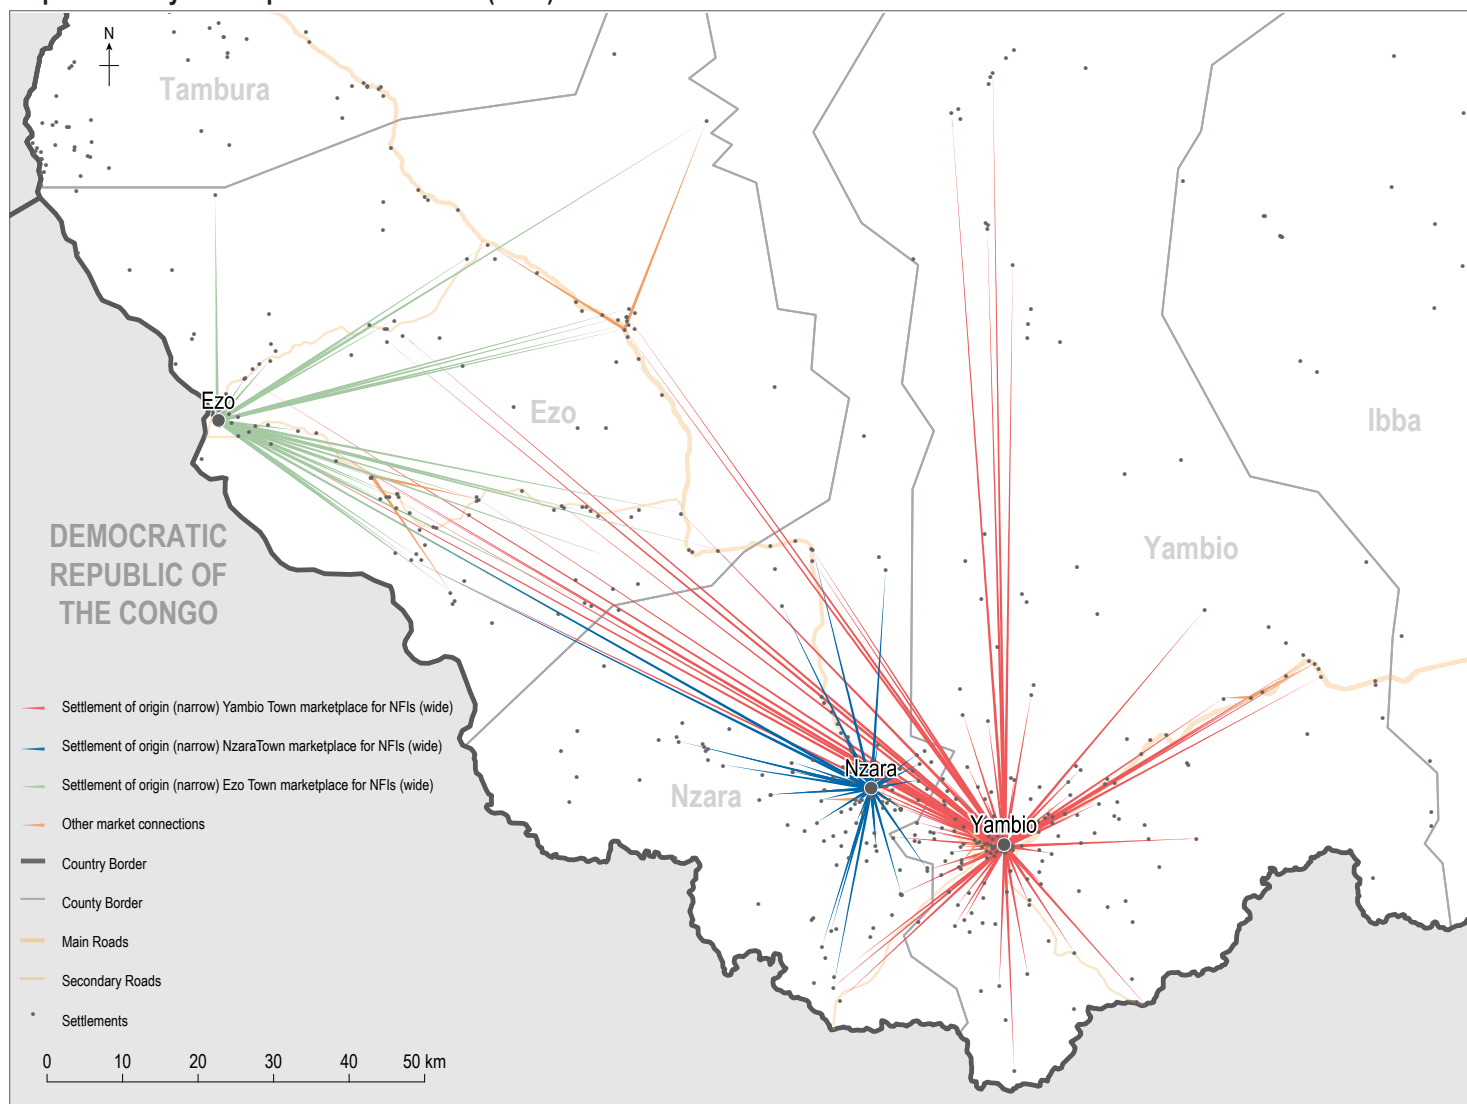 N
Tambura
Ezo
Ezo
Ibba
DEMOCRATIC
REPUBLIC OF
THE CONGO
Yambio
Settlement of origin (narrow) Yambio Town marketplace for NFIs (wide)
Settlement of origin (narrow) NzaraTown marketplace for NFIs (wide)
Settlement of origin (narrow) Ezo Town marketplace for NFIs (wide)
Other market connections
Country Border
County Border
Main Roads
Secondary Roads
Settlements
Nzara
Nzara
Yambio
0 10 20 30 40 50 km